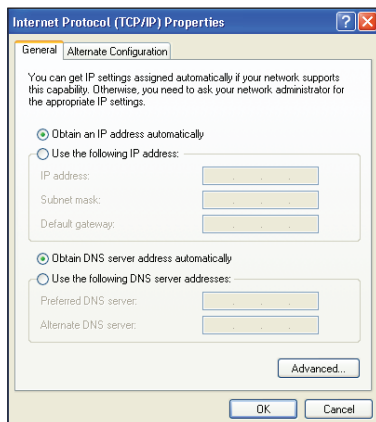 Internet Protocol (TCP/IP) Properties
General
Alternate Configuration
You can get IP settings assigned automatically if your network supports
this capability. Otherwise, you need to ask your network administrator for
the appropriate IP settings.
Obtain an IP address automatically
Use the following IP address:
IP address:
Subnet mask:
Default gateway:
Obtain DNS server address automatically
Use the following DNS server addresses:
Preferred DNS server:
Alternate DNS server:
Advanced...
OK
Cancel